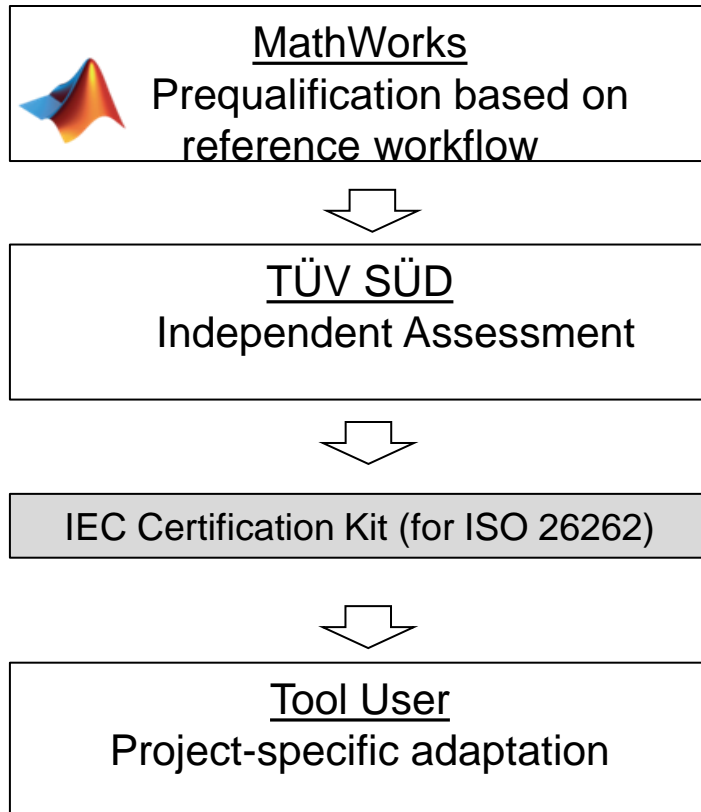 MathWorks
Prequalification based on
reference workflow
TÜV SÜD
Independent Assessment
IEC Certification Kit (for ISO 26262)
Tool User
Project-specific adaptation